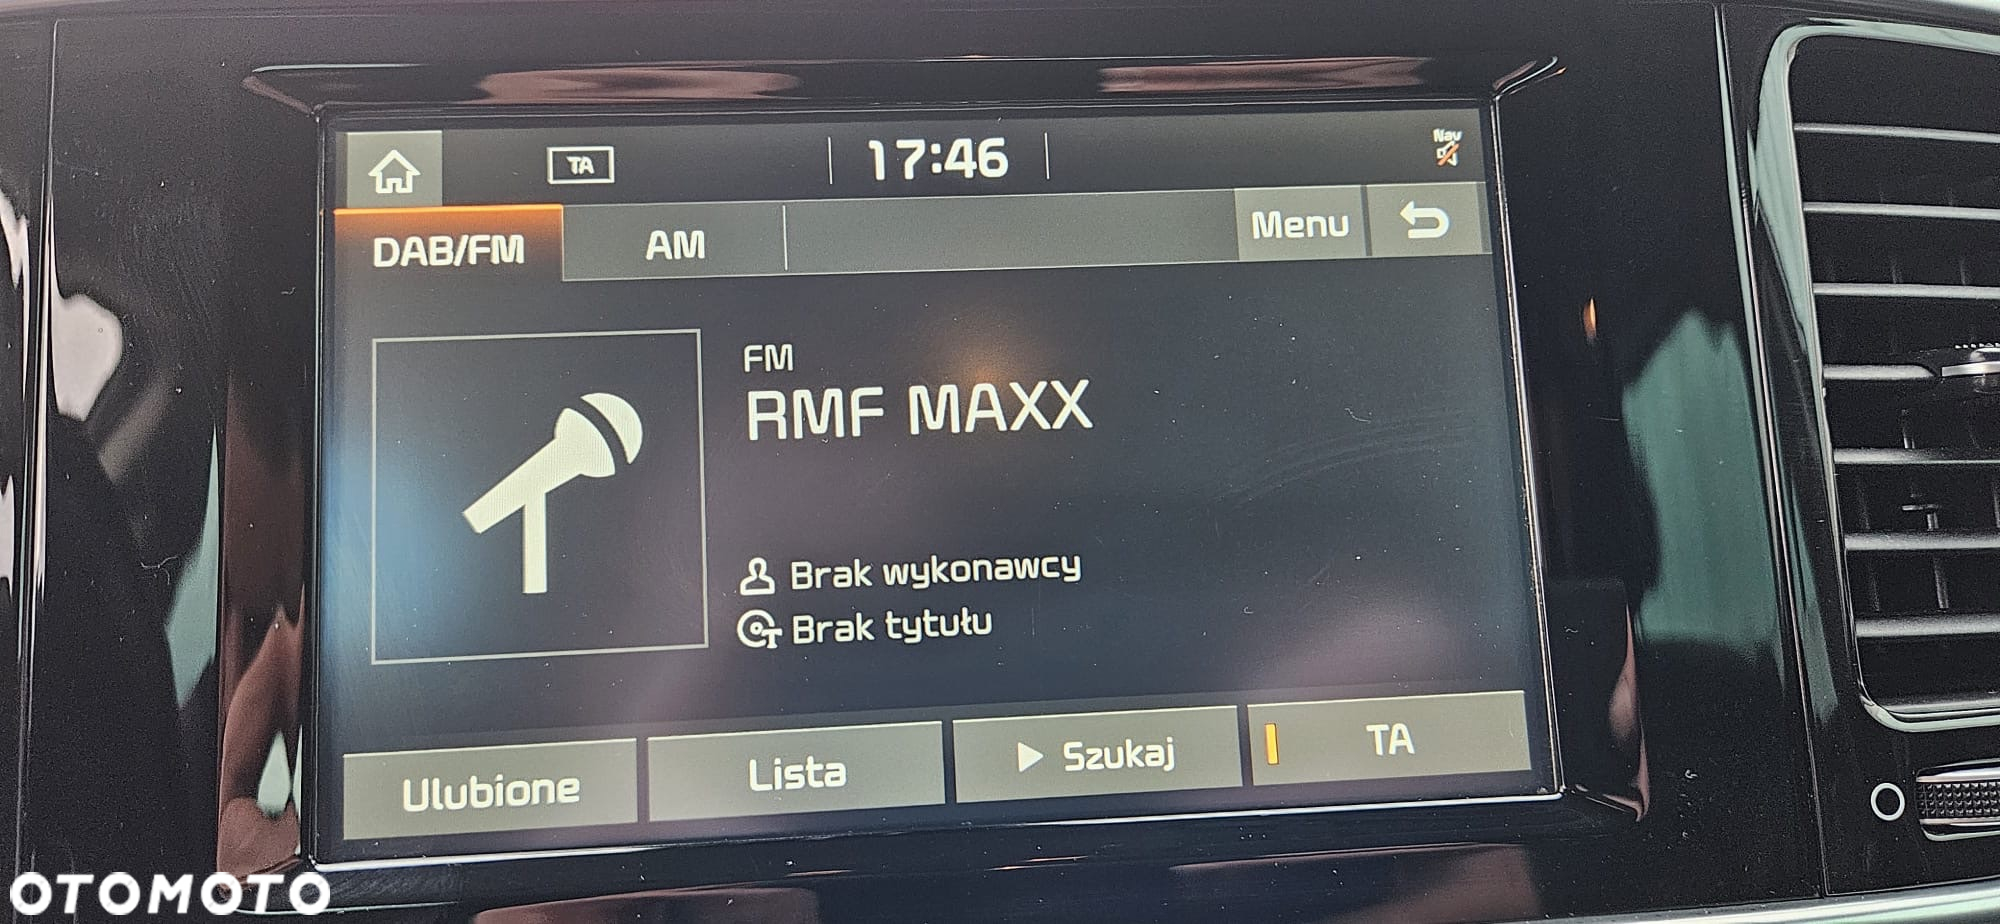 TA
17:46
Nav
DAB/FM
AM
Menu
FM
RMF MAXX
Brak wykonawcy
Brak tytułu
Ulubione
Lista
Szukaj
TA
OTOMOTO